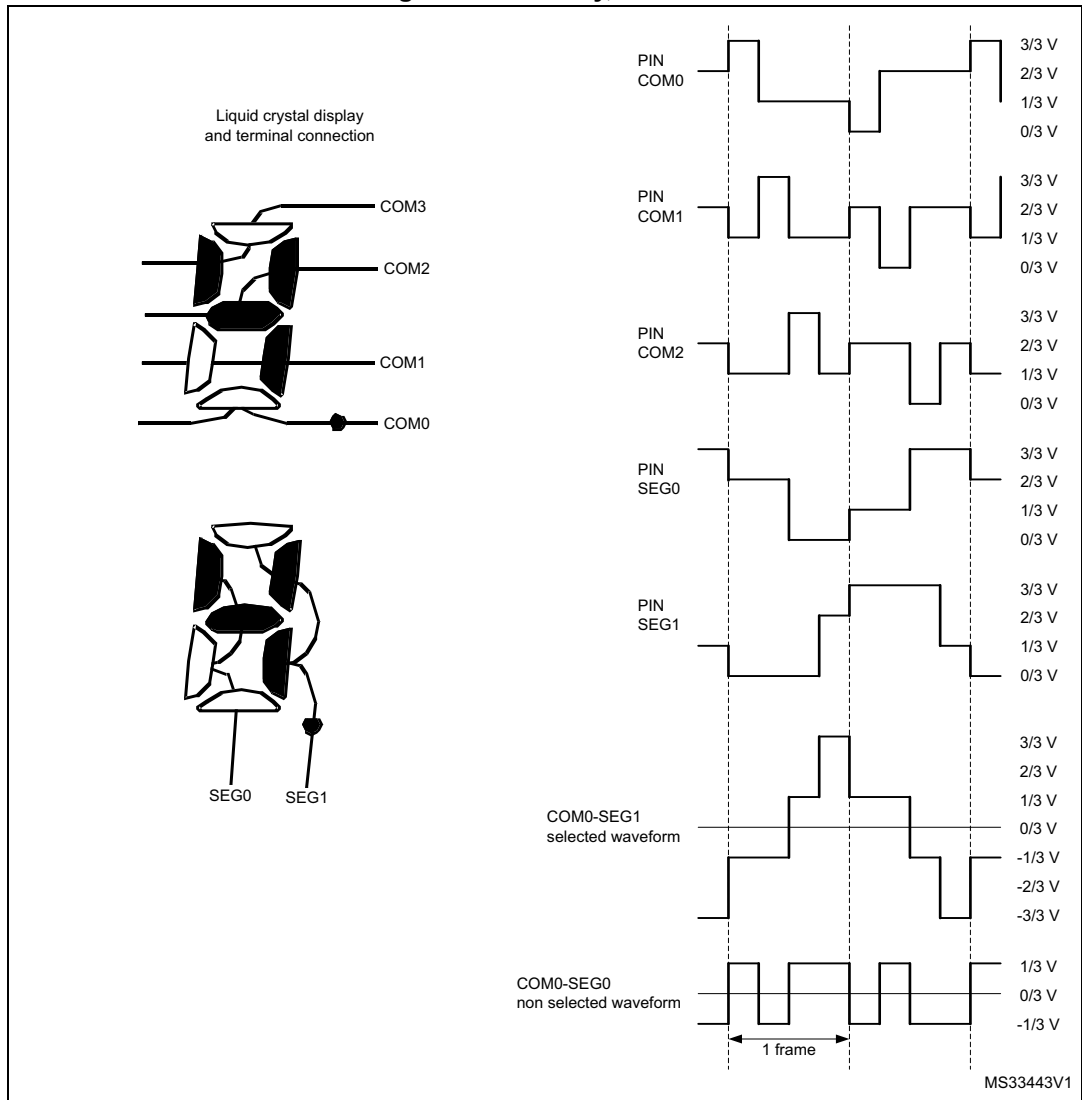 Liquid crystal display
and terminal connection
COM3
COM2
COM1
COM0
SEG0 SEG1
PIN
COM0
3/3 V
2/3 V
1/3 V
0/3 V
PIN
COM1
3/3 V
2/3 V
1/3 V
0/3 V
PIN
COM2
3/3 V
2/3 V
1/3 V
0/3 V
PIN
SEG0
3/3 V
2/3 V
1/3 V
0/3 V
PIN
SEG1
3/3 V
2/3 V
1/3 V
0/3 V
COM0-SEG1
selected waveform
3/3 V
2/3 V
1/3 V
0/3 V
-1/3 V
-2/3 V
-3/3 V
COM0-SEG0
non selected waveform
1/3 V
0/3 V
-1/3 V
1 frame
MS33443V1